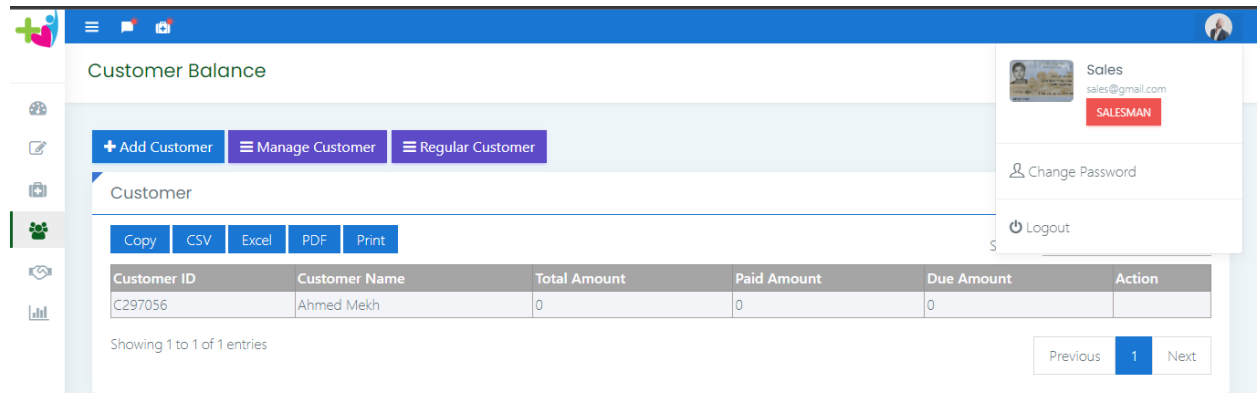 Customer Balance
Sales
sales@gmail.com
SALESMAN
Change Password
Logout
Add Customer
Manage Customer
Regular Customer
Customer
Copy CSV Excel PDF Print
Customer ID Customer Name Total Amount Paid Amount Due Amount Action
C297056 Ahmed Mekh 0 0 0
Showing 1 to 1 of 1 entries
Previous 1 Next